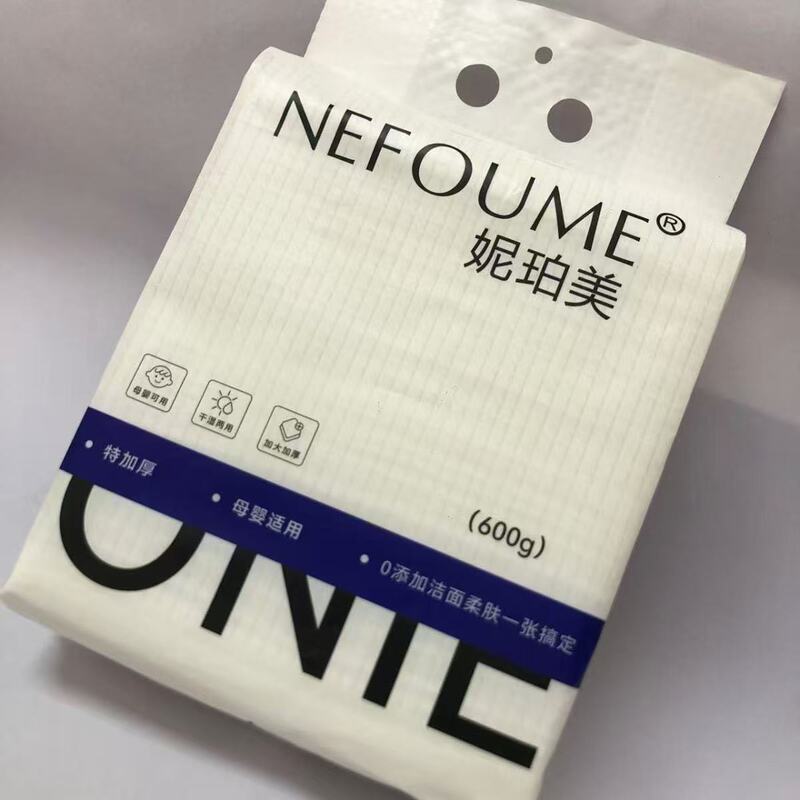 NEFOUME®
妮珀美
母婴可用
干湿两用
加大加厚
• 特加厚
• 母婴适用
• 0添加洁面柔肤一张搞定
(600g)
ONIE